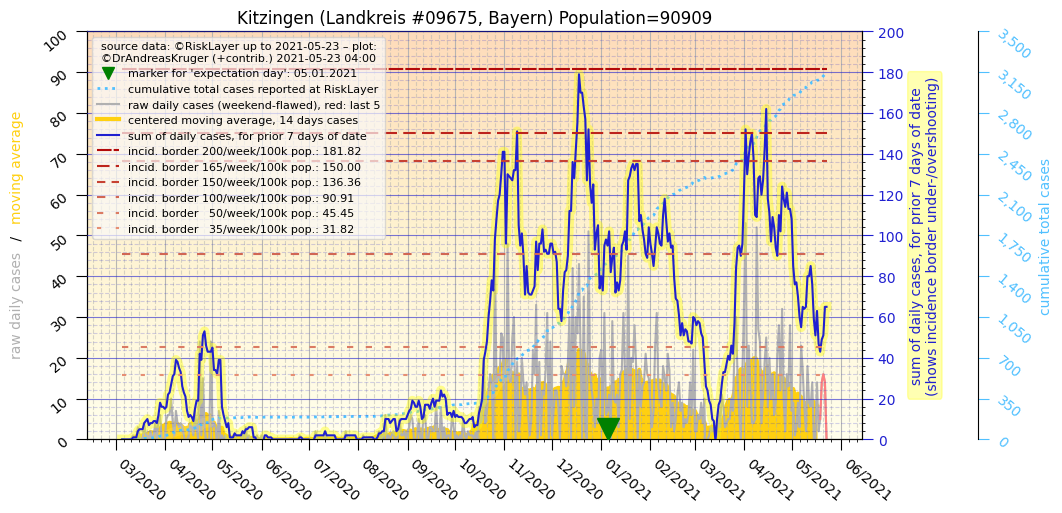 Kitzingen (Landkreis #09675, Bayern) Population=90909
source data: ©RiskLayer up to 2021-05-23 – plot:
©DrAndreasKruger (+contrib.) 2021-05-23 04:00
marker for 'expectation day': 05.01.2021
cumulative total cases reported at RiskLayer
raw daily cases (weekend-flawed), red: last 5
centered moving average, 14 days cases
sum of daily cases, for prior 7 days of date
incid. border 200/week/100k pop.: 181.82
incid. border 165/week/100k pop.: 150.00
incid. border 150/week/100k pop.: 136.36
incid. border 100/week/100k pop.: 90.91
incid. border 50/week/100k pop.: 45.45
incid. border 35/week/100k pop.: 31.82
raw daily cases / moving average
100
90
80
70
60
50
40
30
20
10
0
03/2020
04/2020
05/2020
06/2020
07/2020
08/2020
09/2020
10/2020
11/2020
12/2020
01/2021
02/2021
03/2021
04/2021
05/2021
06/2021
200
180
160
140
120
100
80
60
40
20
0
sum of daily cases, for prior 7 days of date
(shows incidence border under-/overshooting)
3,500
3,150
2,800
2,450
2,100
1,750
1,400
1,050
700
350
0
cumulative total cases